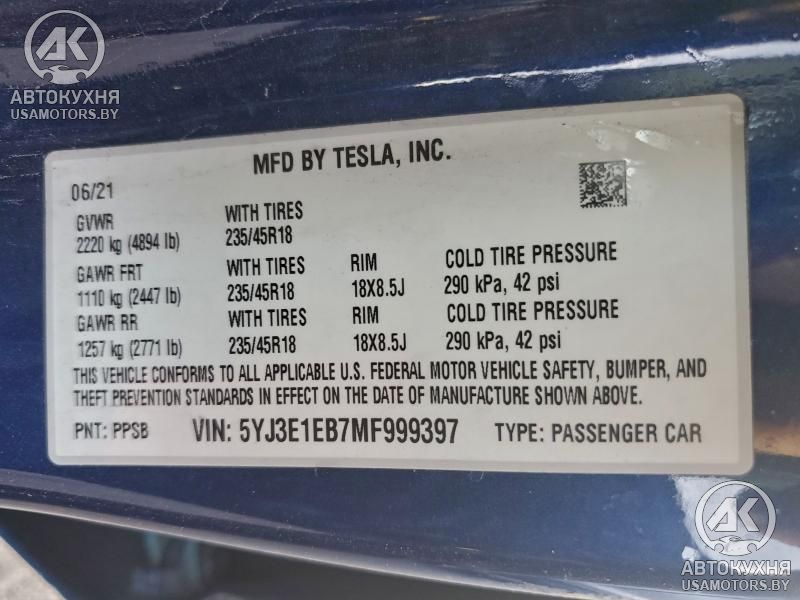 AK
АВТОКУХНЯ
USAMOTORS.BY
MFD BY TESLA, INC.
06/21
GVWR WITH TIRES
2220 kg (4894 lb) 235/45R18
GAWR FRT WITH TIRES RIM COLD TIRE PRESSURE
1110 kg (2447 lb) 235/45R18 18X8.5J 290 kPa, 42 psi
GAWR RR WITH TIRES RIM COLD TIRE PRESSURE
1257 kg (2771 lb) 235/45R18 18X8.5J 290 kPa, 42 psi
THIS VEHICLE CONFORMS TO ALL APPLICABLE U.S. FEDERAL MOTOR VEHICLE SAFETY, BUMPER, AND
THEFT PREVENTION STANDARDS IN EFFECT ON THE DATE OF MANUFACTURE SHOWN ABOVE.
PNT: PPSB VIN: 5YJ3E1EB7MF999397 TYPE: PASSENGER CAR
AK
АВТОКУХНЯ
USAMOTORS.BY